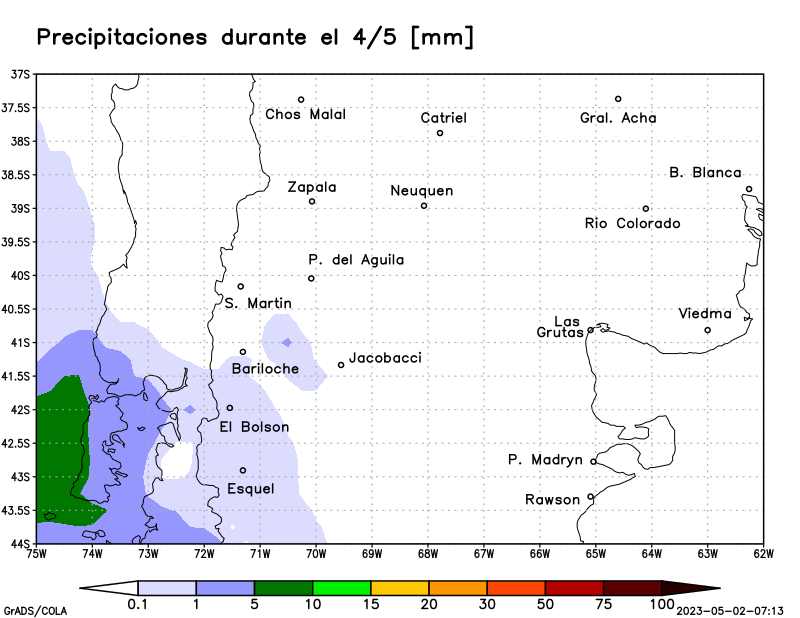 Precipitaciones durante el 4/5 [mm]
37S
37.5S
38S
38.5S
39S
39.5S
40S
40.5S
41S
41.5S
42S
42.5S
43S
43.5S
44S
Chos Malal
Catriel
Gral. Acha
B. Blanca
Zapala
Neuquen
Rio Colorado
P. del Aguila
S. Martin
Viedma
Las
Grutas
Bariloche
Jacobacci
El Bolson
P. Madryn
Esquel
Rawson
75W 74W 73W 72W 71W 70W 69W 68W 67W 66W 65W 64W 63W 62W
0.1 1 5 10 15 20 30 50 75 100
GrADS/COLA
2023-05-02-07:13